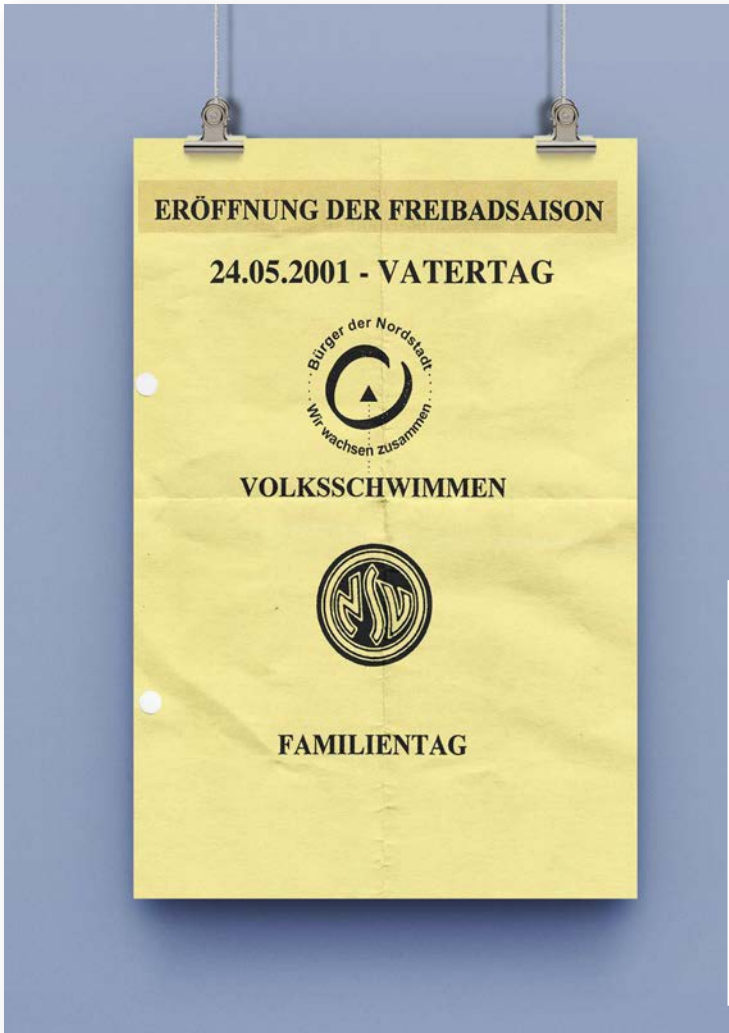 ERÖFFNUNG DER FREIBADSAISON
24.05.2001 - VATERTAG
Bürger der Nordstadt
Wir wachsen zusammen
VOLKSSCHWIMMEN
NSV
FAMILIENTAG